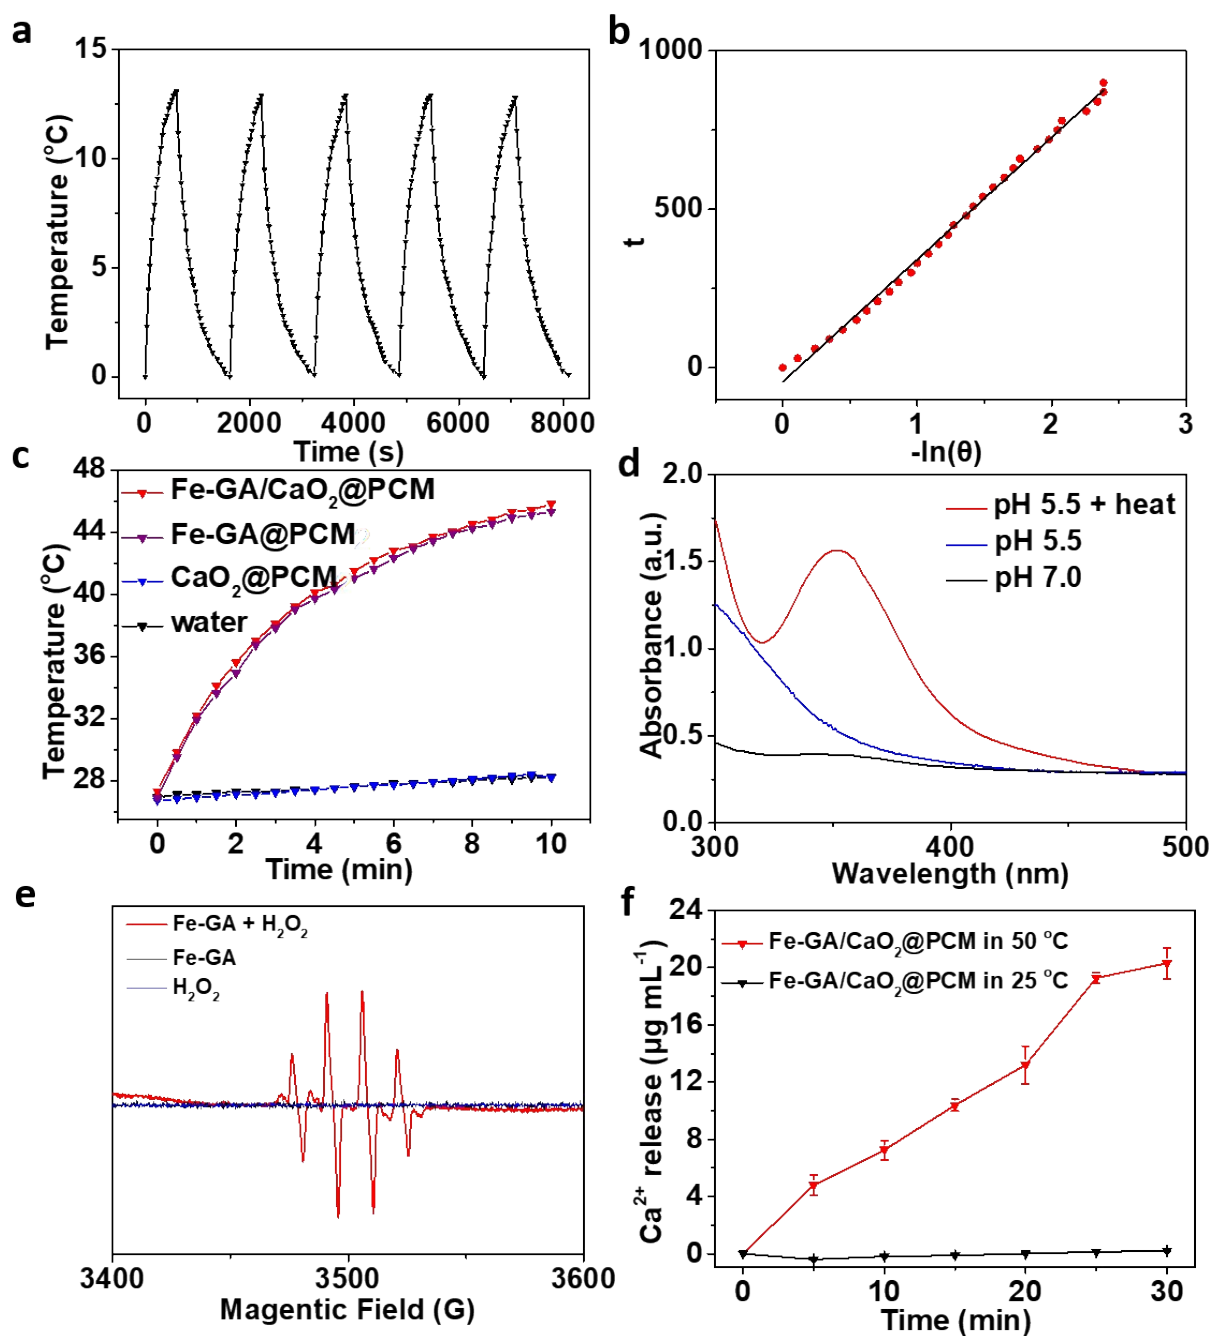 a
15
10
5
0
Temperature (°C)
0 2000 4000 6000 8000
Time (s)
b
1000
500
0
t
0 1 2 3
-ln(θ)
c
48
44
40
36
32
28
Temperature (°C)
Fe-GA/CaO₂@PCM
Fe-GA@PCM
CaO₂@PCM
water
0 2 4 6 8 10
Time (min)
d
2.0
1.5
1.0
0.5
0.0
Absorbance (a.u.)
pH 5.5 + heat
pH 5.5
pH 7.0
300 400 500
Wavelength (nm)
e
Fe-GA + H₂O₂
Fe-GA
H₂O₂
3400 3500 3600
Magentic Field (G)
f
24
20
16
12
8
4
0
Ca²⁺ release (μg mL⁻¹)
Fe-GA/CaO₂@PCM in 50 °C
Fe-GA/CaO₂@PCM in 25 °C
0 10 20 30
Time (min)